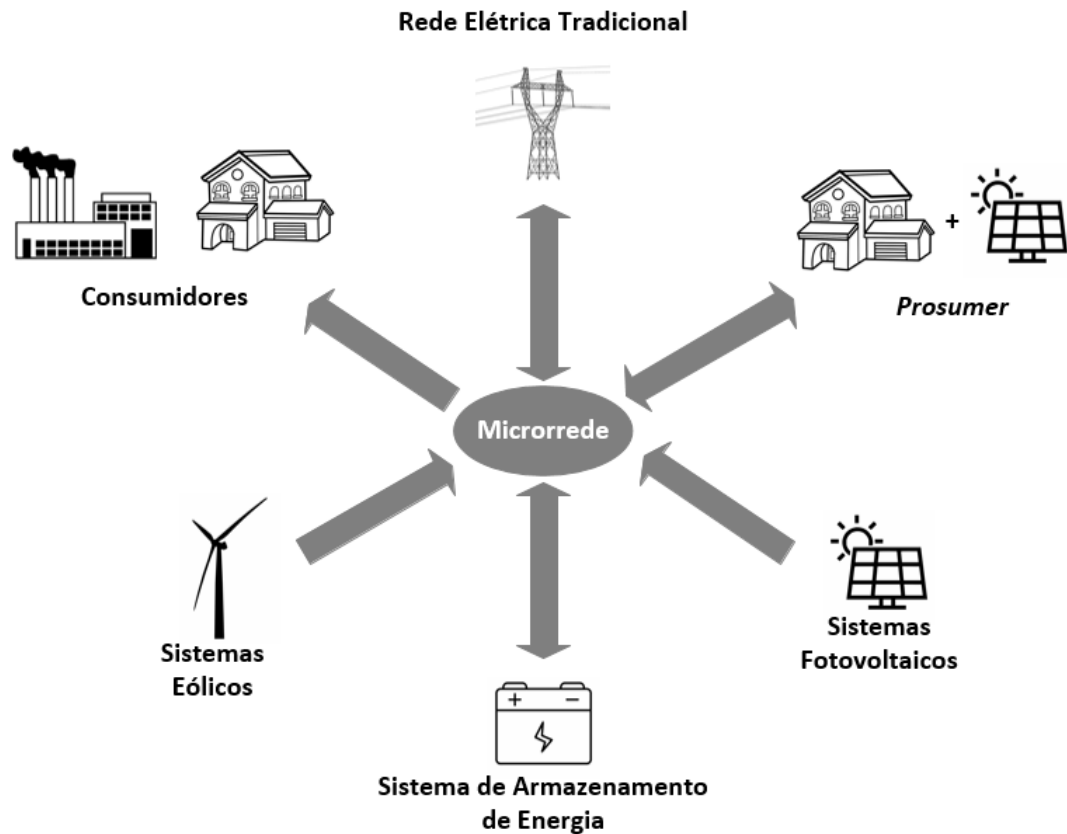 Rede Elétrica Tradicional
+
Consumidores
Prosumer
Microrrede
Sistemas
Eólicos
Sistemas
Fotovoltaicos
+ −
Sistema de Armazenamento
de Energia